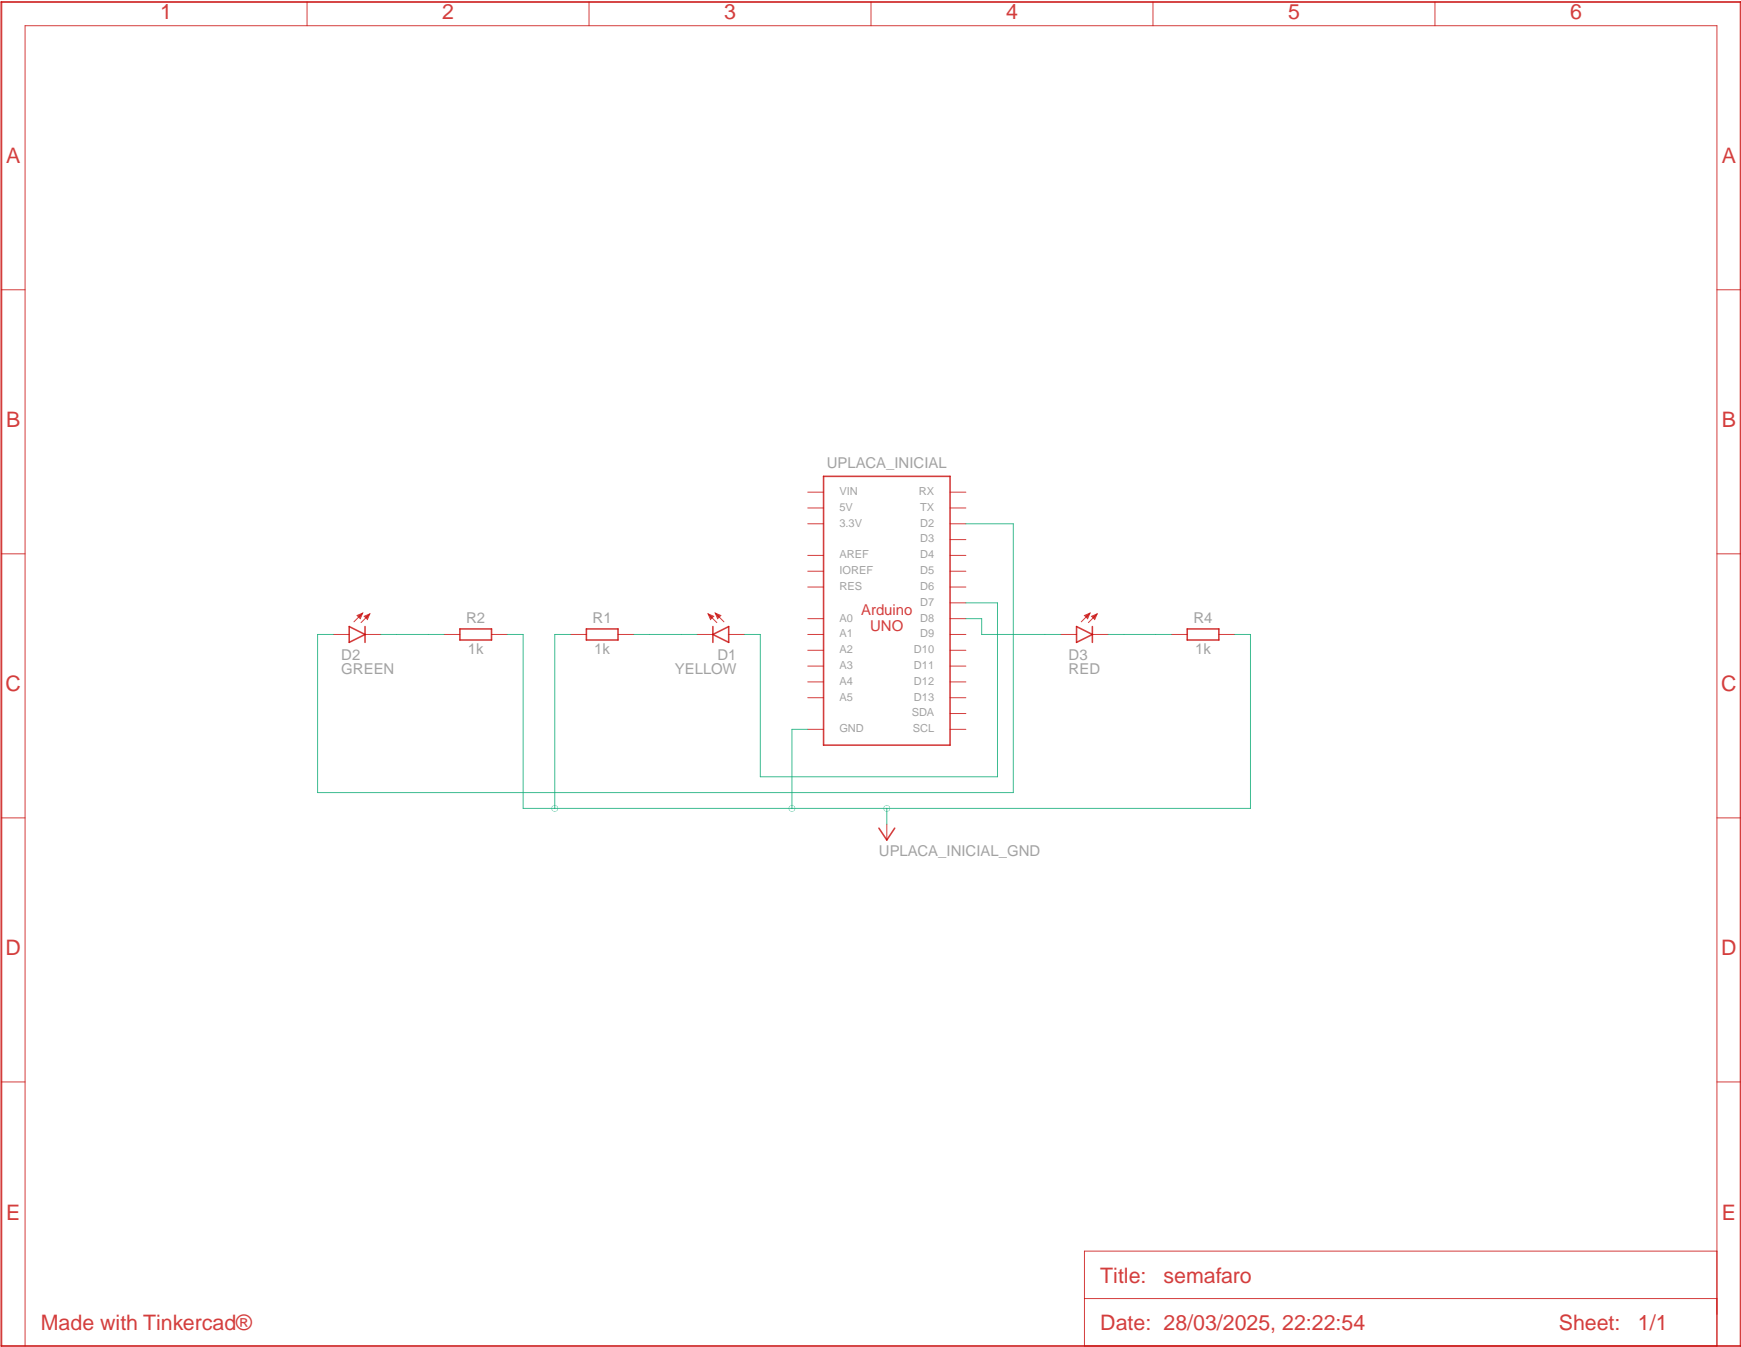 1 2 3 4 5 6
A A
B B
UPLACA_INICIAL
VIN RX
5V TX
3.3V D2
D3
AREF D4
IOREF D5
RES D6
D7
Arduino
UNO
A0 D8
A1 D9
A2 D10
A3 D11
A4 D12
A5 D13
SDA
GND SCL
R2
1k
D2
GREEN
R1
1k
D1
YELLOW
D3
RED
R4
1k
C C
UPLACA_INICIAL_GND
D D
E E
Title: semafaro
Made with Tinkercad®
Date: 28/03/2025, 22:22:54 Sheet: 1/1